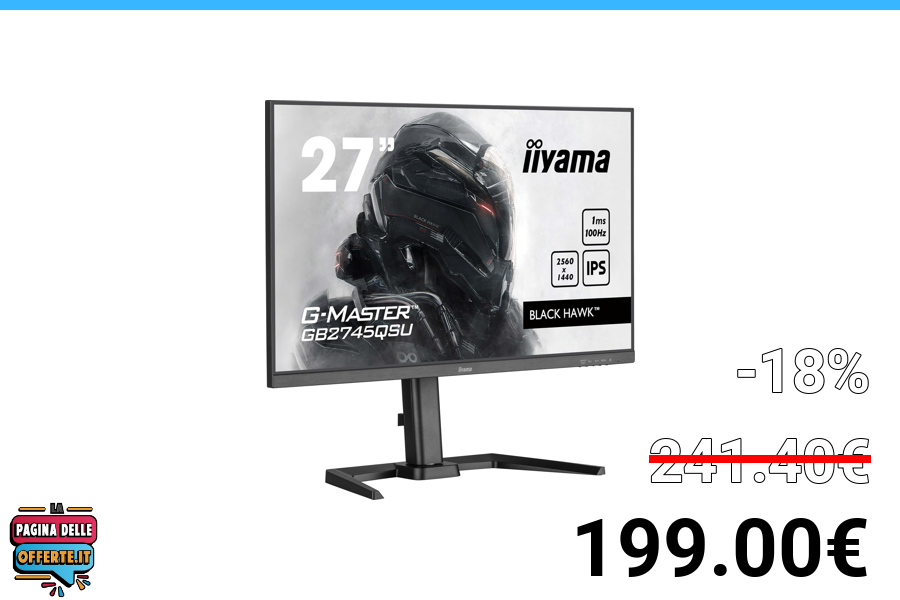 27"
iiyama
1ms
100Hz
2560
x
1440
IPS
G-MASTER™
GB2745QSU
BLACK HAWK™
-18%
241.40€
199.00€
LA
PAGINA DELLE
OFFERTE.IT